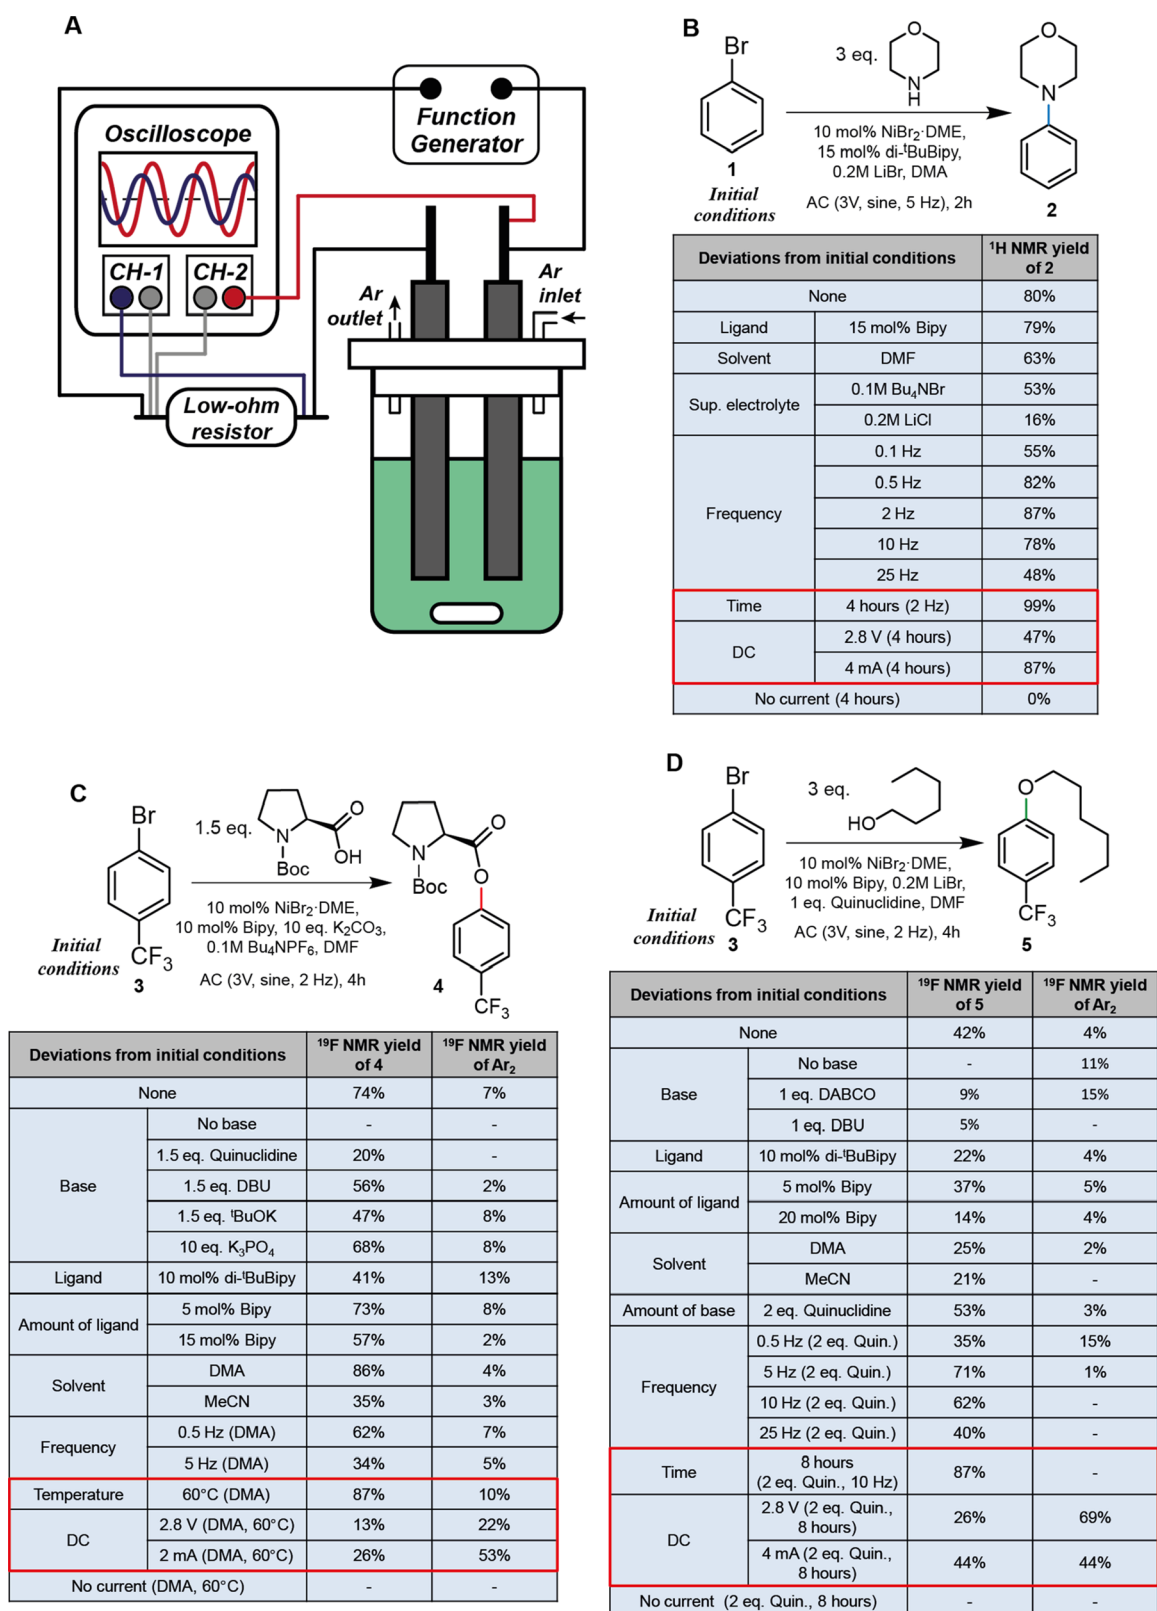 A
Function
Generator
Oscilloscope
CH-1
CH-2
Ar
outlet
Ar
inlet
Low-ohm
resistor
B
Br
1
Initial
conditions
3 eq.
O
N
H
10 mol% NiBr₂·DME,
15 mol% di-ᵗBuBipy,
0.2M LiBr, DMA
AC (3V, sine, 5 Hz), 2h
O
N
2
Deviations from initial conditions
¹H NMR yield
of 2
None 80%
Ligand 15 mol% Bipy 79%
Solvent DMF 63%
Sup. electrolyte
0.1M Bu₄NBr 53%
0.2M LiCl 16%
Frequency
0.1 Hz 55%
0.5 Hz 82%
2 Hz 87%
10 Hz 78%
25 Hz 48%
Time 4 hours (2 Hz) 99%
DC
2.8 V (4 hours) 47%
4 mA (4 hours) 87%
No current (4 hours) 0%
C
Br
CF₃
Initial
conditions
3
1.5 eq.
N
Boc
O
OH
10 mol% NiBr₂·DME,
10 mol% Bipy, 10 eq. K₂CO₃,
0.1M Bu₄NPF₆, DMF
AC (3V, sine, 2 Hz), 4h
N
Boc
O
O
CF₃
4
Deviations from initial conditions
¹⁹F NMR yield
of 4
¹⁹F NMR yield
of Ar₂
None 74% 7%
Base
No base - -
1.5 eq. Quinuclidine 20% -
1.5 eq. DBU 56% 2%
1.5 eq. ᵗBuOK 47% 8%
10 eq. K₃PO₄ 68% 8%
Ligand 10 mol% di-ᵗBuBipy 41% 13%
Amount of ligand
5 mol% Bipy 73% 8%
15 mol% Bipy 57% 2%
Solvent
DMA 86% 4%
MeCN 35% 3%
Frequency
0.5 Hz (DMA) 62% 7%
5 Hz (DMA) 34% 5%
Temperature 60°C (DMA) 87% 10%
DC
2.8 V (DMA, 60°C) 13% 22%
2 mA (DMA, 60°C) 26% 53%
No current (DMA, 60°C) - -
D
Br
CF₃
Initial
conditions
3
3 eq.
HO
10 mol% NiBr₂·DME,
10 mol% Bipy, 0.2M LiBr,
1 eq. Quinuclidine, DMF
AC (3V, sine, 2 Hz), 4h
O
CF₃
5
Deviations from initial conditions
¹⁹F NMR yield
of 5
¹⁹F NMR yield
of Ar₂
None 42% 4%
Base
No base - 11%
1 eq. DABCO 9% 15%
1 eq. DBU 5% -
Ligand 10 mol% di-ᵗBuBipy 22% 4%
Amount of ligand
5 mol% Bipy 37% 5%
20 mol% Bipy 14% 4%
Solvent
DMA 25% 2%
MeCN 21% -
Amount of base 2 eq. Quinuclidine 53% 3%
Frequency
0.5 Hz (2 eq. Quin.) 35% 15%
5 Hz (2 eq. Quin.) 71% 1%
10 Hz (2 eq. Quin.) 62% -
25 Hz (2 eq. Quin.) 40% -
Time
8 hours
(2 eq. Quin., 10 Hz)
87% -
DC
2.8 V (2 eq. Quin.,
8 hours)
26% 69%
4 mA (2 eq. Quin.,
8 hours)
44% 44%
No current (2 eq. Quin., 8 hours) - -